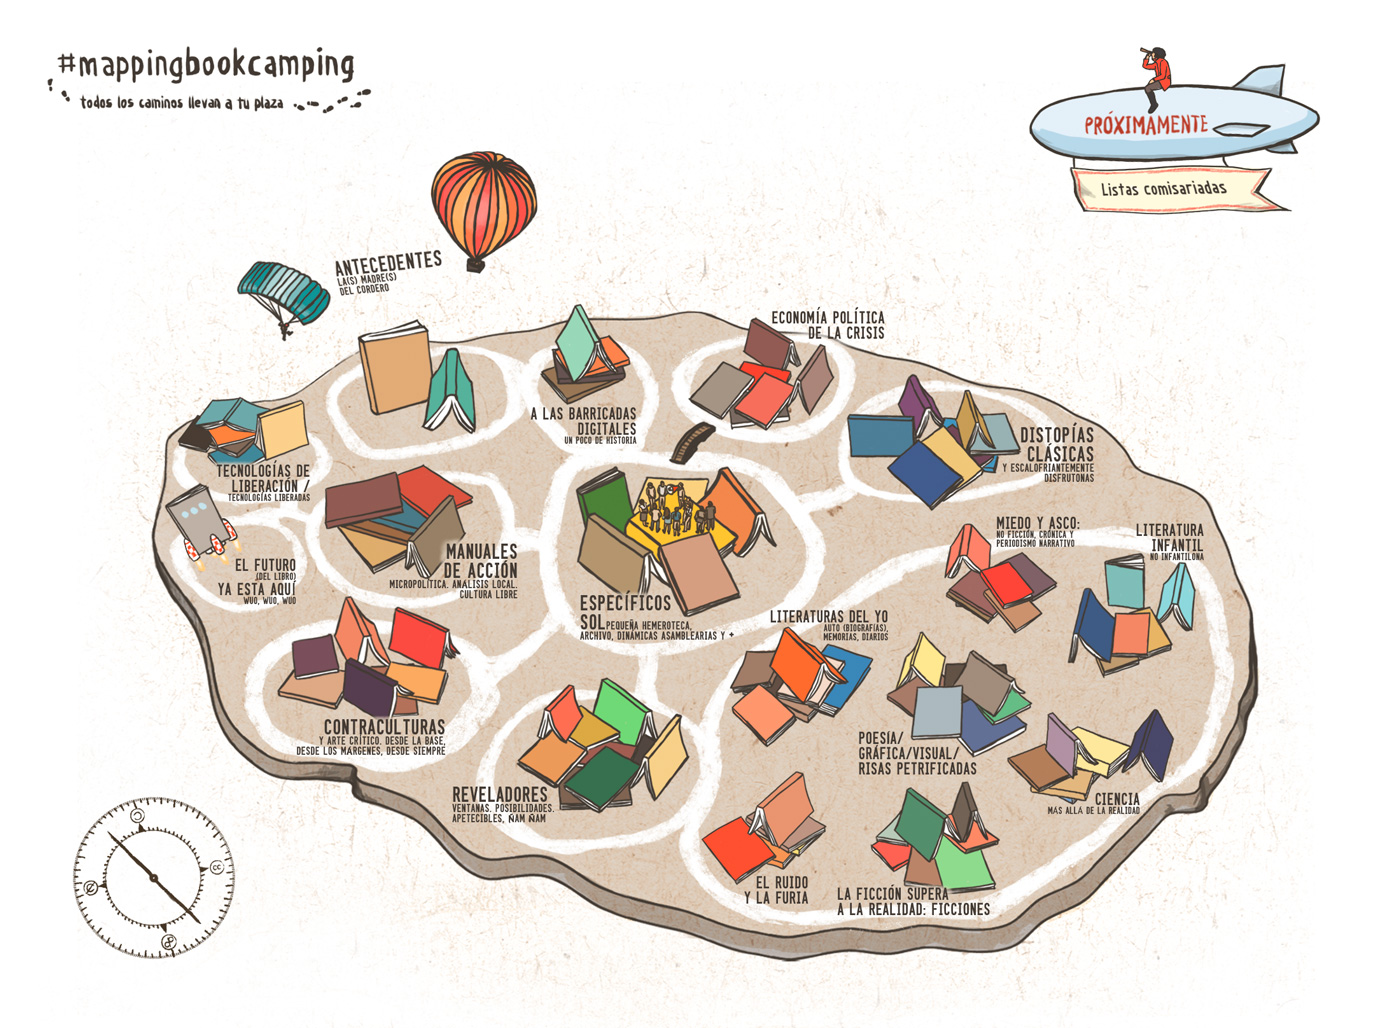 #mappingbookcamping
todos los caminos llevan a tu plaza
PRÓXIMAMENTE
Listas comisariadas
ANTECEDENTES
LA(S) MADRE(S)
DEL CORDERO
ECONOMÍA POLÍTICA
DE LA CRISIS
A LAS BARRICADAS
DIGITALES
UN POCO DE HISTORIA
DISTOPÍAS
CLÁSICAS
Y ESCALOFRIANTEMENTE
DISFRUTONAS
TECNOLOGÍAS DE
LIBERACIÓN /
TECNOLOGÍAS LIBERADAS
MANUALES
DE ACCIÓN
MICROPOLÍTICA. ANÁLISIS LOCAL.
CULTURA LIBRE
EL FUTURO
(DEL LIBRO)
YA ESTA AQUÍ
WUO, WUO, WUO
ESPECÍFICOS
SOL PEQUEÑA HEMEROTECA,
ARCHIVO, DINÁMICAS ASAMBLEARIAS Y +
MIEDO Y ASCO:
NO FICCIÓN, CRÓNICA Y
PERIODISMO NARRATIVO
LITERATURA
INFANTIL
NO INFANTILONA
LITERATURAS DEL YO
AUTO (BIOGRAFÍAS),
MEMORIAS, DIARIOS
CONTRACULTURAS
Y ARTE CRÍTICO. DESDE LA BASE,
DESDE LOS MÁRGENES, DESDE SIEMPRE
REVELADORES
VENTANAS. POSIBILIDADES.
APETECIBLES, ÑAM ÑAM
POESÍA/
GRÁFICA/VISUAL/
RISAS PETRIFICADAS
CIENCIA
MÁS ALLÁ DE LA REALIDAD
EL RUIDO
Y LA FURIA
LA FICCIÓN SUPERA
A LA REALIDAD: FICCIONES
CC